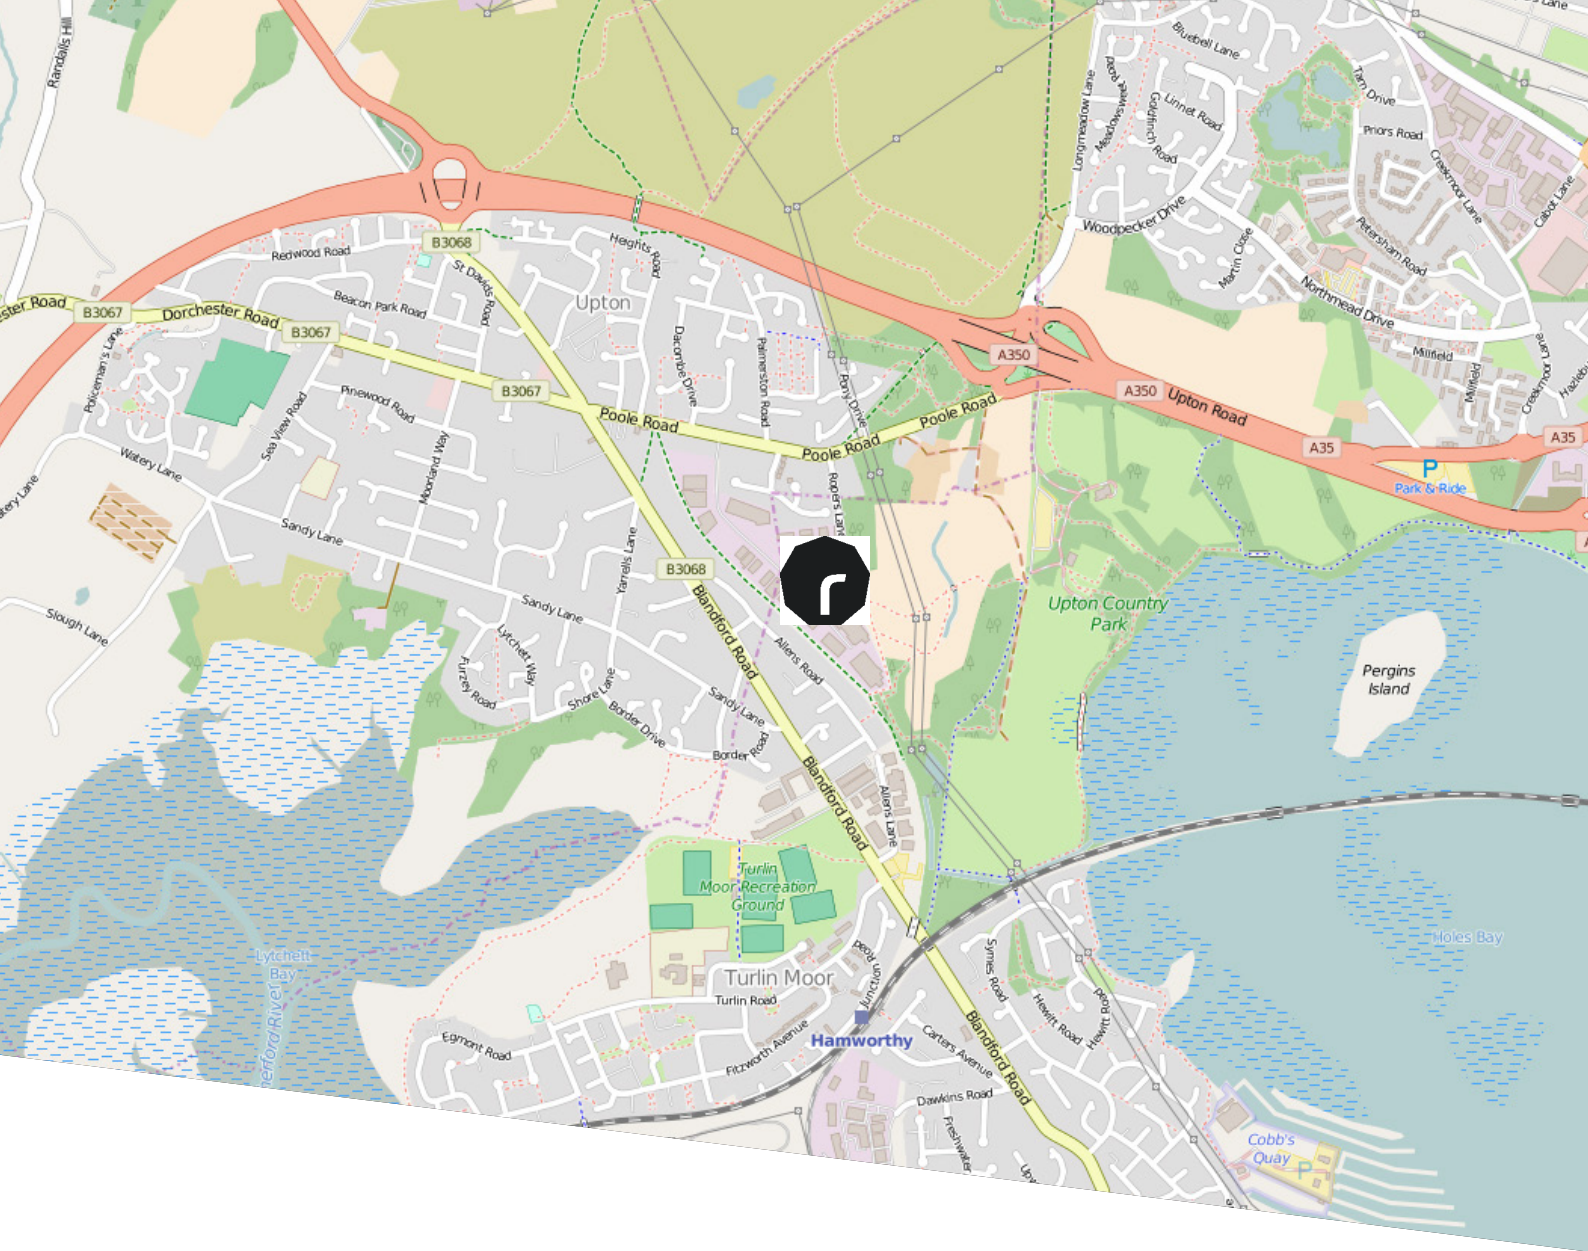 Randalls Hill
Bluebell Lane
Tarn Drive
Longmeadow Lane
Meadowsweet Road
Goldfinch Road
Linnet Road
Priors Road
Creekmoor Lane
Cabot Lane
Woodpecker Drive
Petersham Road
Martin Close
Northmead Drive
B3068
Redwood Road
Heights Road
St Davids Road
Beacon Park Road
Upton
ster Road
B3067
Dorchester Road
B3067
B3067
Policeman's Lane
Dacombe Drive
Palmerston Road
Pony Drive
A350
A350
Upton Road
Millfield
Millfield
Creekmoor Lane
Pinewood Road
Poole Road
Poole Road
Poole Road
A35
A35
P
Park & Ride
Sea View Road
Moorland Way
Watery Lane
Sandy Lane
Ropers Lane
Yarrells Lane
B3068
r
Slough Lane
Sandy Lane
Blandford Road
Upton Country
Park
Lytchett Way
Allens Road
Furzey Road
Shore Lane
Border Drive
Sandy Lane
Border Road
Pergins
Island
Blandford Road
Allens Lane
Turlin
Moor Recreation
Ground
Lytchett
Bay
Holes Bay
Turlin Moor
Junction Road
Symes Road
Turlin Road
Hewitt Road
Hewitt Road
Egmont Road
Fitzworth Avenue
Hamworthy
Carters Avenue
Blandford Road
Dawkins Road
Freshwater
Cobb's
Quay
P